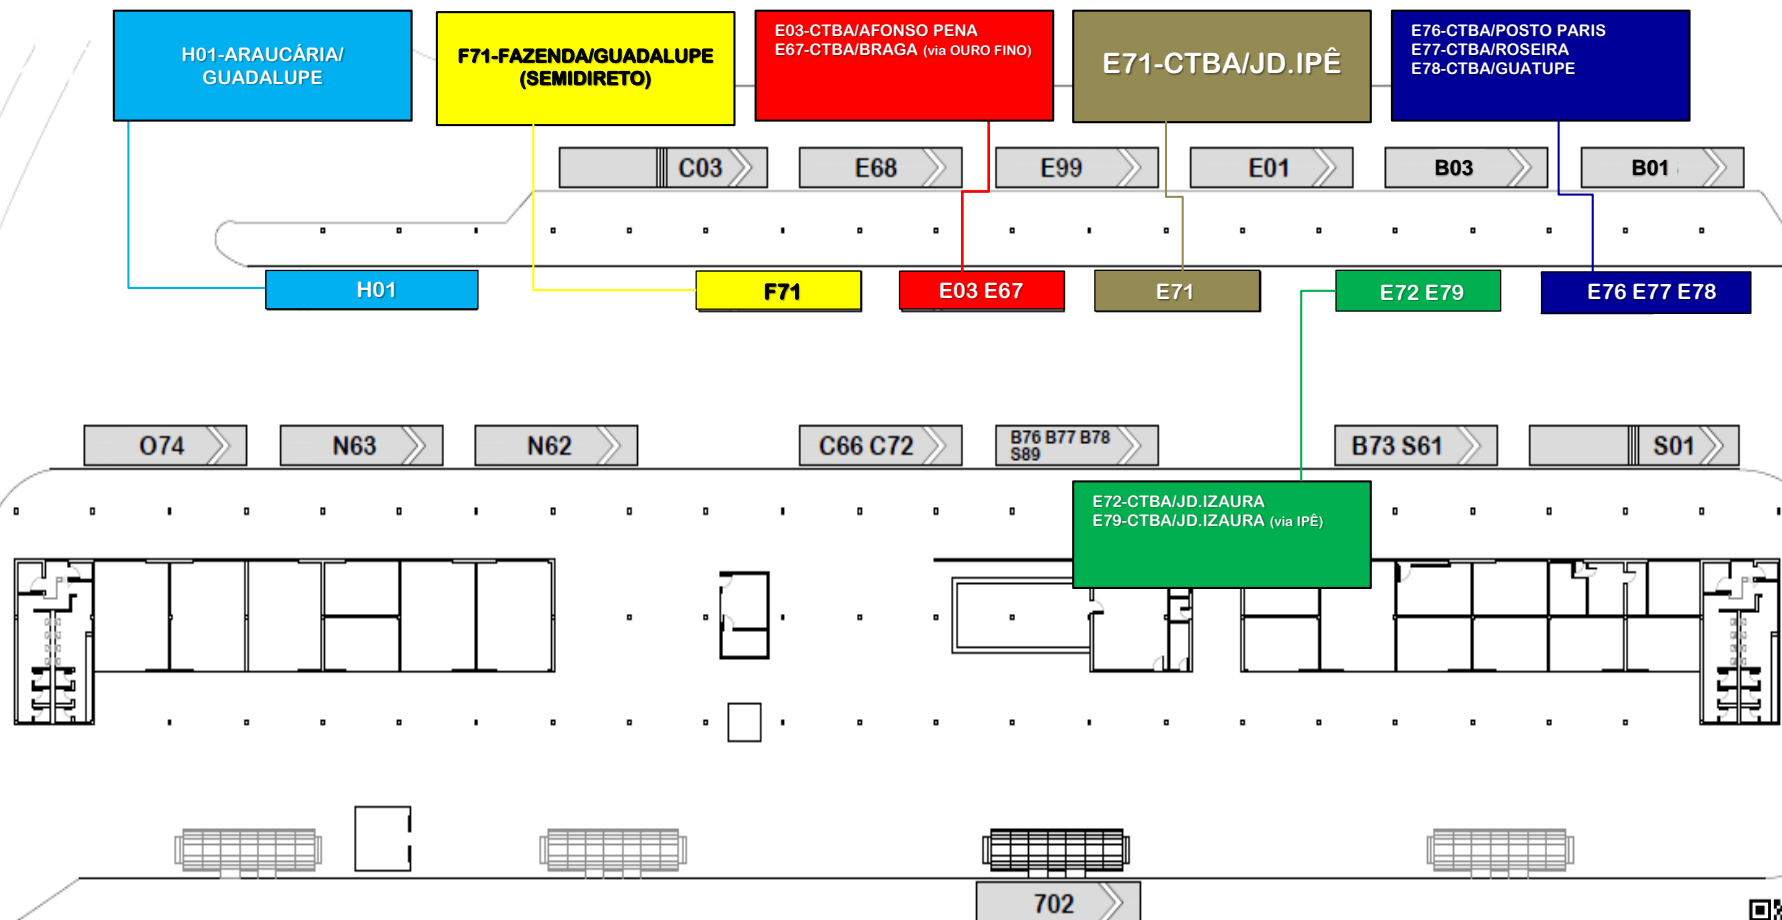 H01-ARAUCÁRIA/
GUADALUPE
F71-FAZENDA/GUADALUPE
(SEMIDIRETO)
E03-CTBA/AFONSO PENA
E67-CTBA/BRAGA (via OURO FINO)
E71-CTBA/JD.IPÊ
E76-CTBA/POSTO PARIS
E77-CTBA/ROSEIRA
E78-CTBA/GUATUPE
C03
E68
E99
E01
B03
B01
H01
F71
E03 E67
E71
E72 E79
E76 E77 E78
O74
N63
N62
C66 C72
B76 B77 B78
S89
B73 S61
S01
E72-CTBA/JD.IZAURA
E79-CTBA/JD.IZAURA (via IPÊ)
702